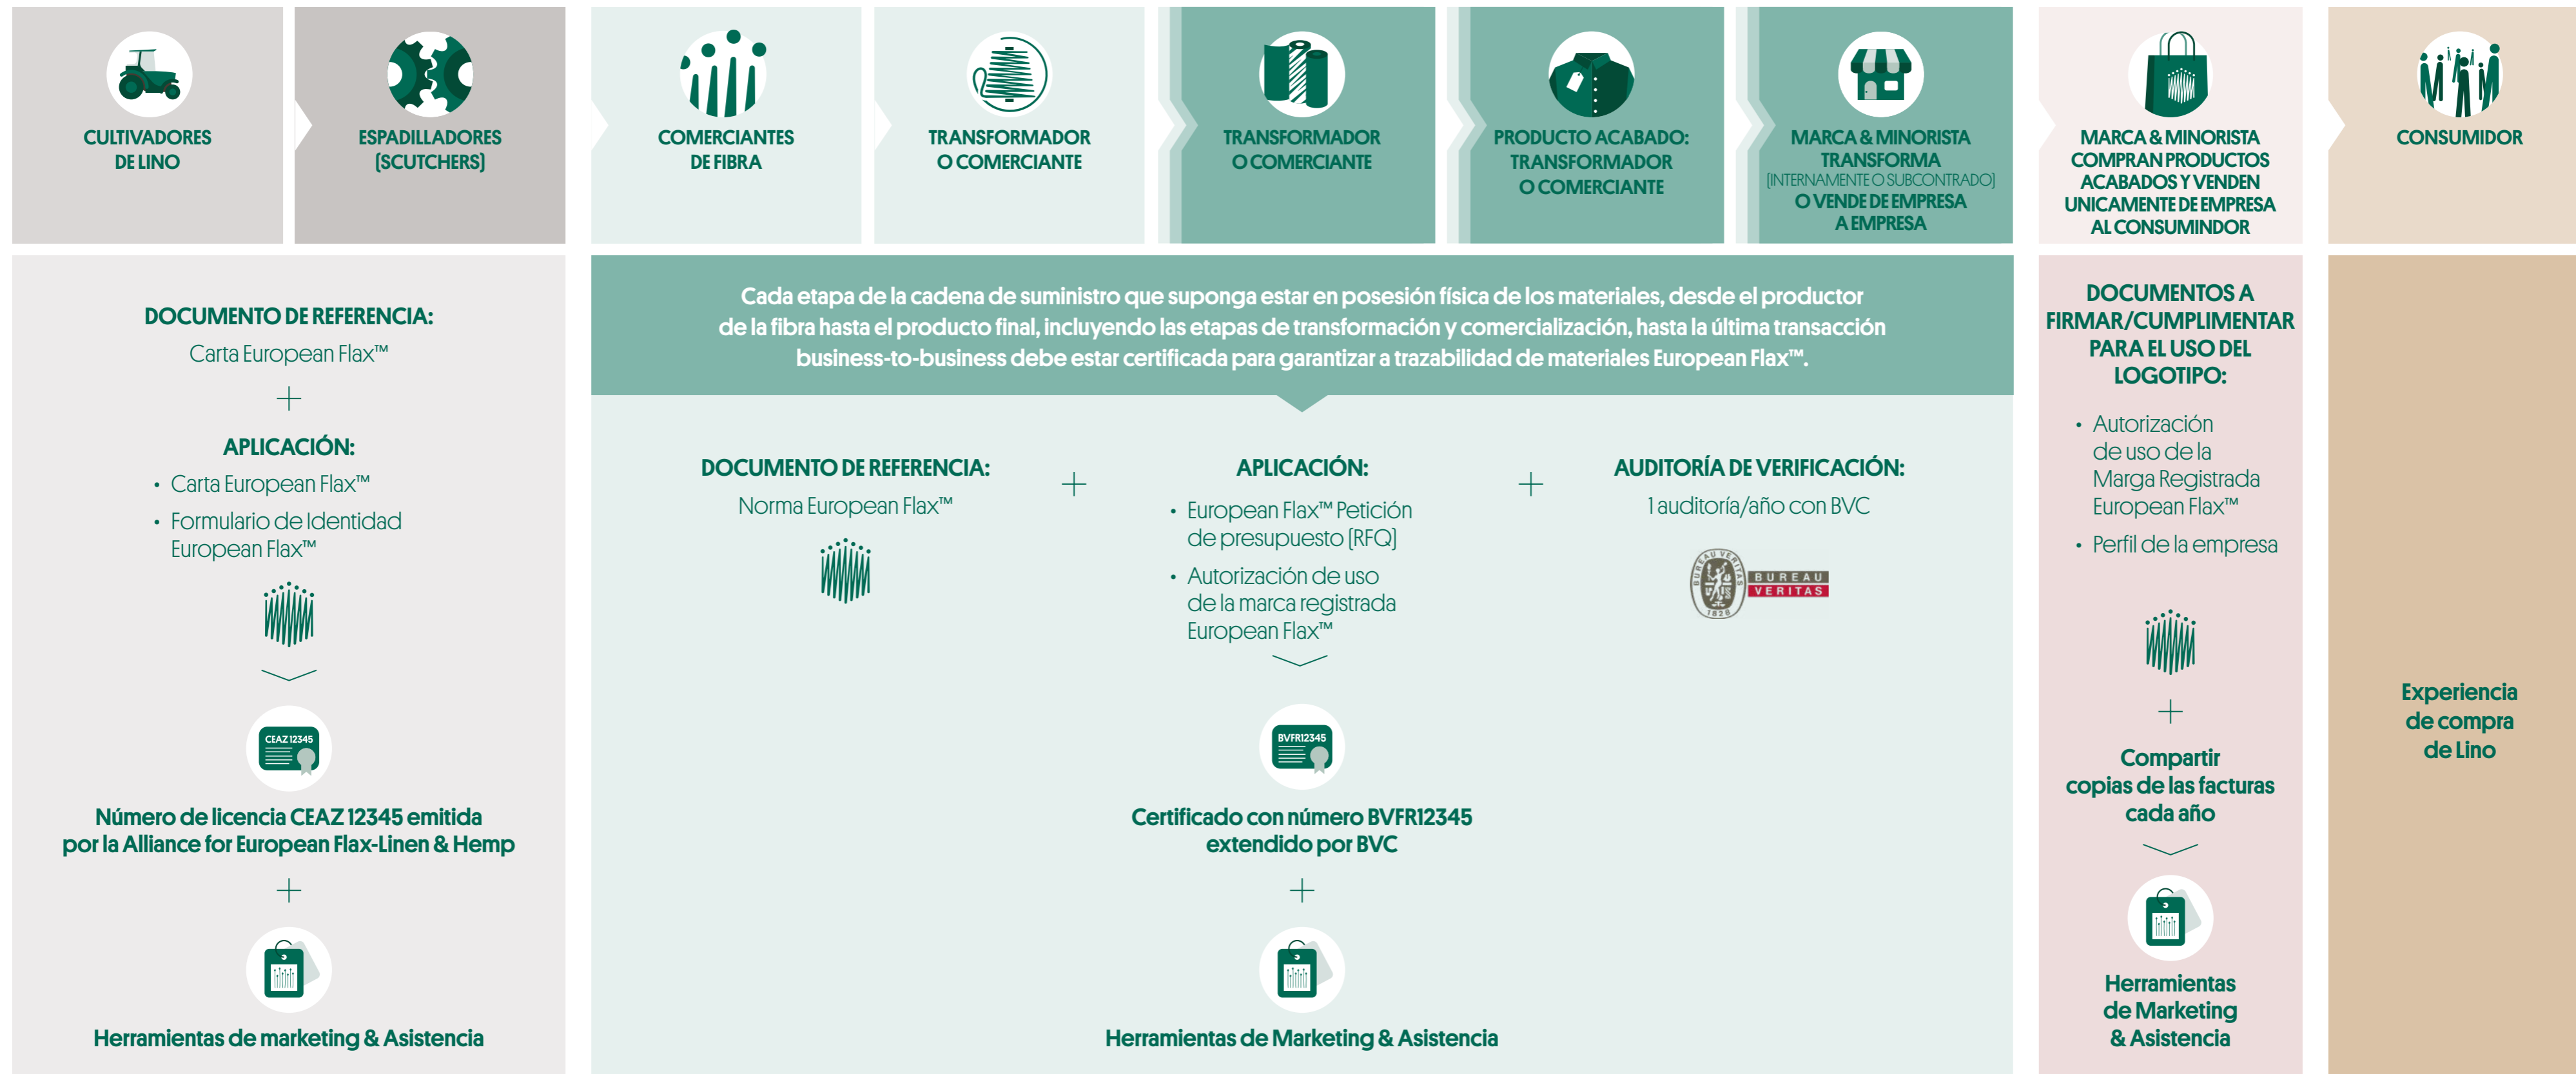 CULTIVADORES
DE LINO
ESPADILLADORES
(SCUTCHERS)
COMERCIANTES
DE FIBRA
TRANSFORMADOR
O COMERCIANTE
TRANSFORMADOR
O COMERCIANTE
PRODUCTO ACABADO:
TRANSFORMADOR
O COMERCIANTE
MARCA & MINORISTA
TRANSFORMA
(INTERNAMENTE O SUBCONTRADO)
O VENDE DE EMPRESA
A EMPRESA
MARCA & MINORISTA
COMPRAN PRODUCTOS
ACABADOS Y VENDEN
UNICAMENTE DE EMPRESA
AL CONSUMINDOR
CONSUMIDOR
DOCUMENTO DE REFERENCIA:
Carta European Flax™
+
APLICACIÓN:
• Carta European Flax™
• Formulario de Identidad
European Flax™
CEAZ 12345
Número de licencia CEAZ 12345 emitida
por la Alliance for European Flax-Linen & Hemp
+
Herramientas de marketing & Asistencia
Cada etapa de la cadena de suministro que suponga estar en posesión física de los materiales, desde el productor
de la fibra hasta el producto final, incluyendo las etapas de transformación y comercialización, hasta la última transacción
business-to-business debe estar certificada para garantizar a trazabilidad de materiales European Flax™.
DOCUMENTO DE REFERENCIA:
Norma European Flax™
+
APLICACIÓN:
• European Flax™ Petición
de presupuesto (RFQ)
• Autorización de uso
de la marca registrada
European Flax™
+
AUDITORÍA DE VERIFICACIÓN:
1 auditoría/año con BVC
BUREAU VERITAS
1828
BUREAU
VERITAS
BVFR12345
Certificado con número BVFR12345
extendido por BVC
+
Herramientas de Marketing & Asistencia
DOCUMENTOS A
FIRMAR/CUMPLIMENTAR
PARA EL USO DEL
LOGOTIPO:
• Autorización
de uso de la
Marga Registrada
European Flax™
• Perfil de la empresa
+
Compartir
copias de las facturas
cada año
Herramientas
de Marketing
& Asistencia
Experiencia
de compra
de Lino